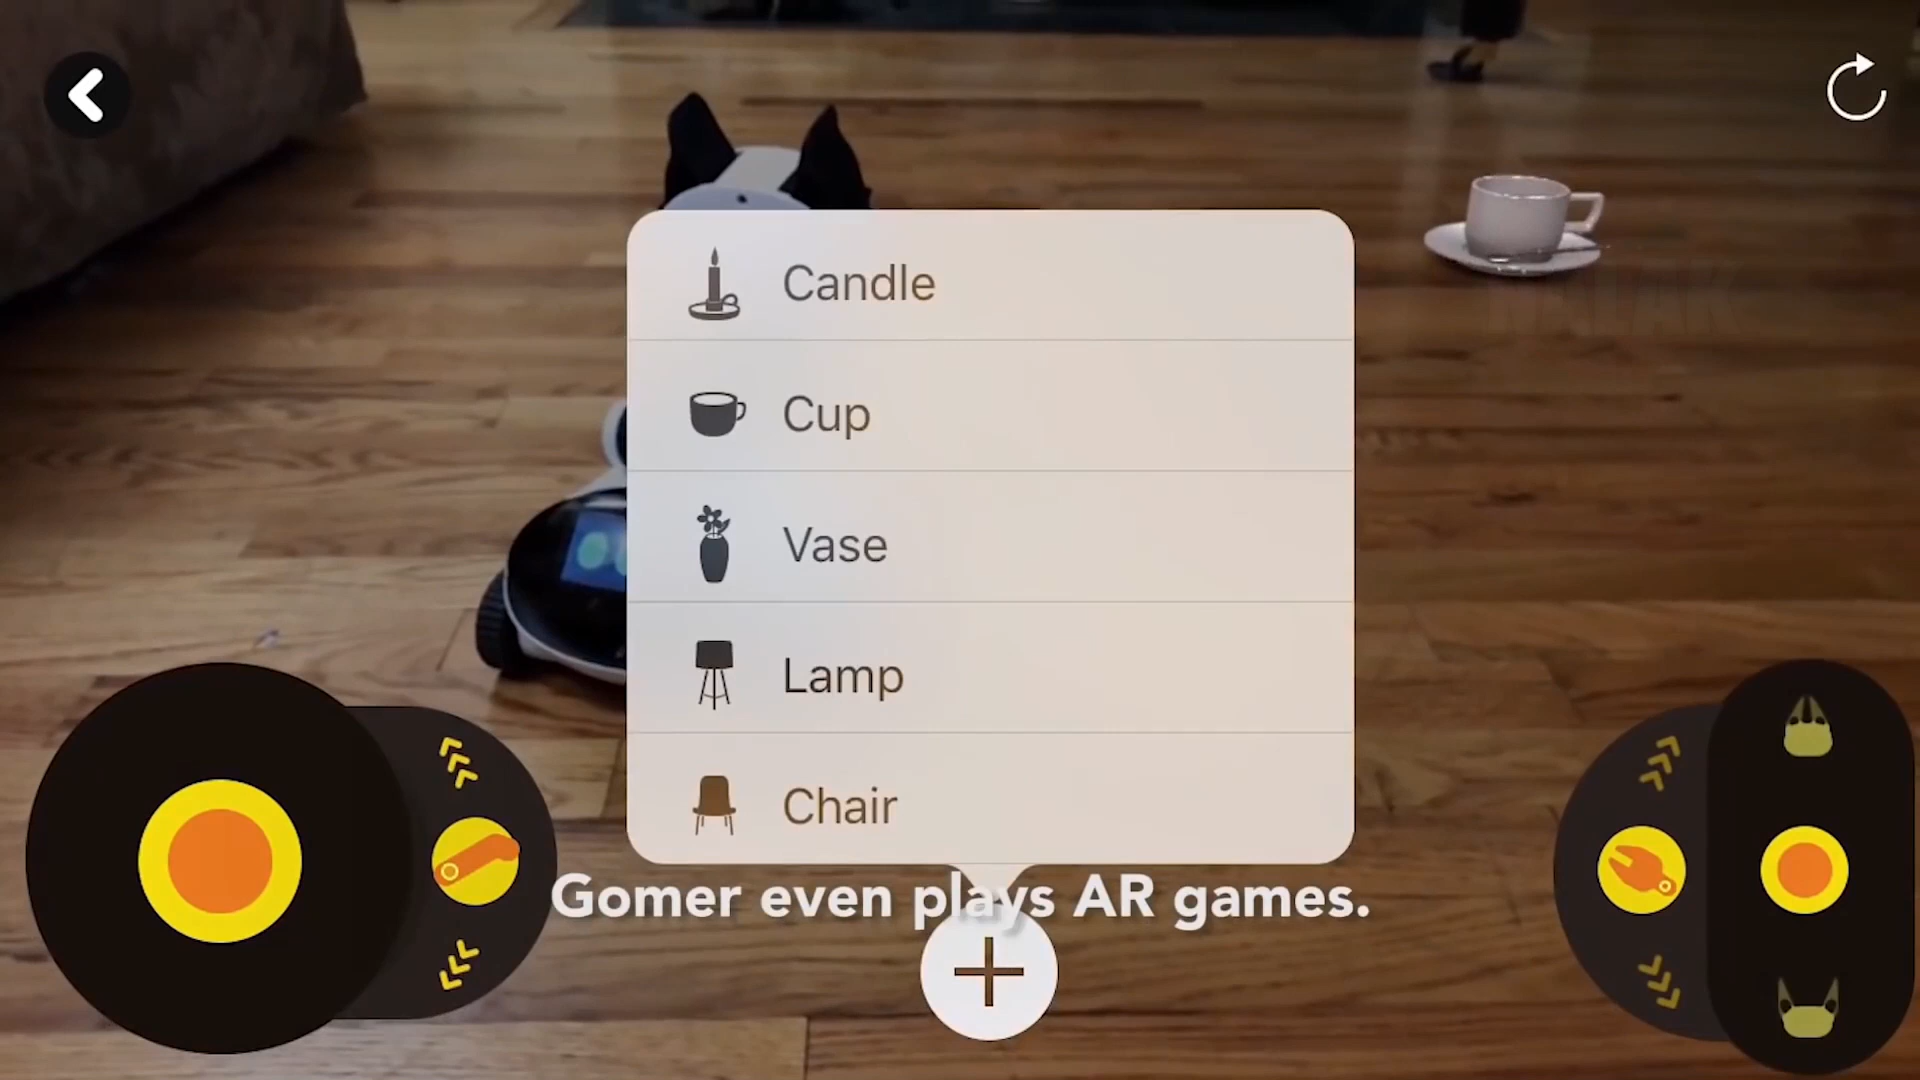 Candle
Cup
Vase
Lamp
Chair
Gomer even plays AR games.